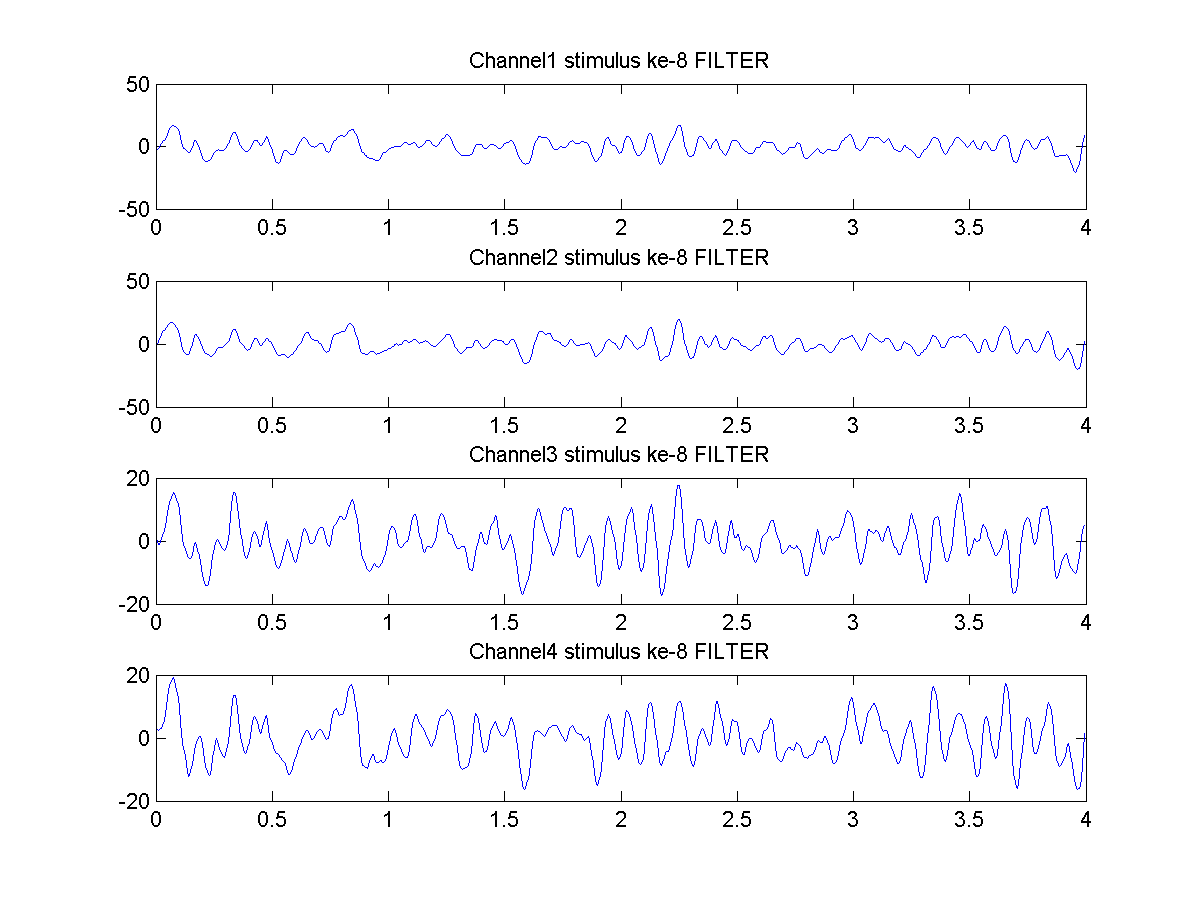 Channel1 stimulus ke-8 FILTER
50
0
-50
0 0.5 1 1.5 2 2.5 3 3.5 4
Channel2 stimulus ke-8 FILTER
50
0
-50
0 0.5 1 1.5 2 2.5 3 3.5 4
Channel3 stimulus ke-8 FILTER
20
0
-20
0 0.5 1 1.5 2 2.5 3 3.5 4
Channel4 stimulus ke-8 FILTER
20
0
-20
0 0.5 1 1.5 2 2.5 3 3.5 4